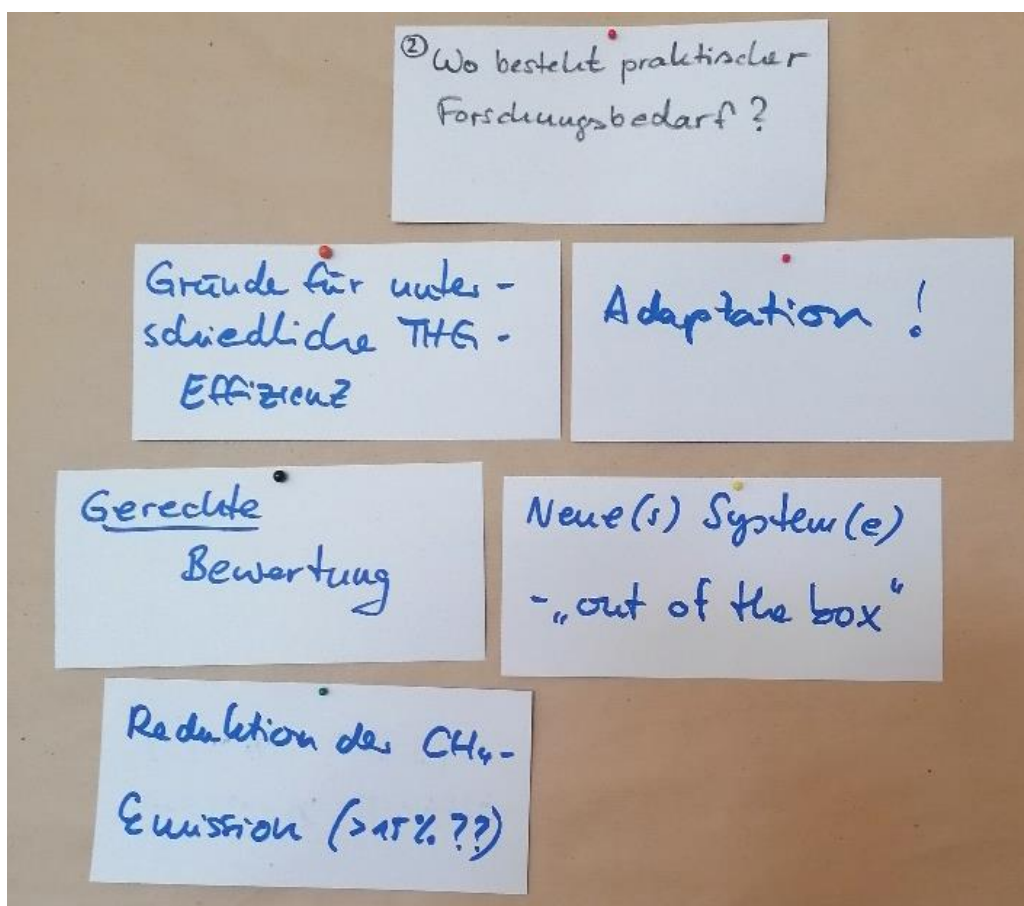 ② Wo besteht praktischer
Forschungsbedarf?
Gründe für unter-
schiedliche THG-
Effizienz
Adaptation!
Gerechte
Bewertung
Neue(s) System(e)
- „out of the box"
Reduktion der CH₄-
Emission (>15%??)